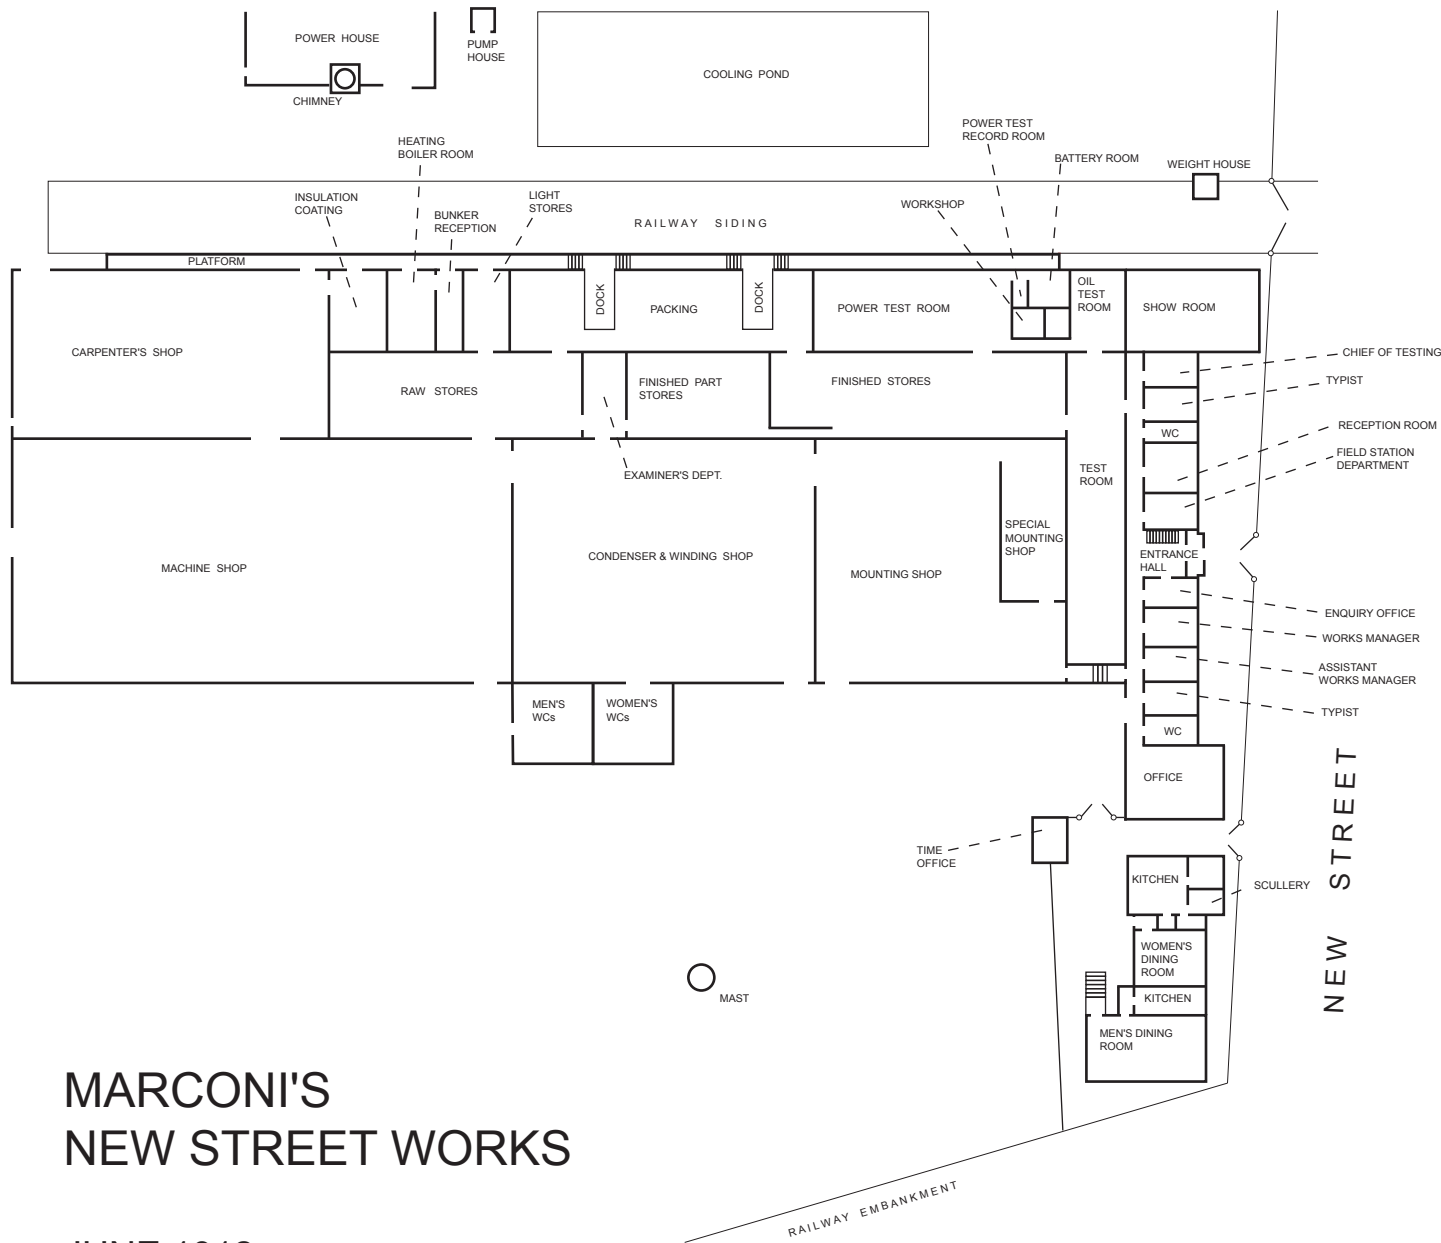 POWER HOUSE
PUMP
HOUSE
COOLING POND
CHIMNEY
POWER TEST
RECORD ROOM
HEATING
BOILER ROOM
BATTERY ROOM
WEIGHT HOUSE
INSULATION
COATING
LIGHT
STORES
BUNKER
RECEPTION
WORKSHOP
RAILWAY SIDING
PLATFORM
DOCK
PACKING
DOCK
POWER TEST ROOM
OIL
TEST
ROOM
SHOW ROOM
CARPENTER'S SHOP
CHIEF OF TESTING
RAW STORES
FINISHED PART
STORES
FINISHED STORES
TYPIST
WC
RECEPTION ROOM
FIELD STATION
DEPARTMENT
EXAMINER'S DEPT.
TEST
ROOM
SPECIAL
MOUNTING
SHOP
MACHINE SHOP
CONDENSER & WINDING SHOP
MOUNTING SHOP
ENTRANCE
HALL
ENQUIRY OFFICE
WORKS MANAGER
ASSISTANT
WORKS MANAGER
TYPIST
MEN'S
WCs
WOMEN'S
WCs
WC
OFFICE
TIME
OFFICE
KITCHEN
SCULLERY
NEW STREET
WOMEN'S
DINING
ROOM
KITCHEN
MAST
MEN'S DINING
ROOM
MARCONI'S
NEW STREET WORKS
RAILWAY EMBANKMENT